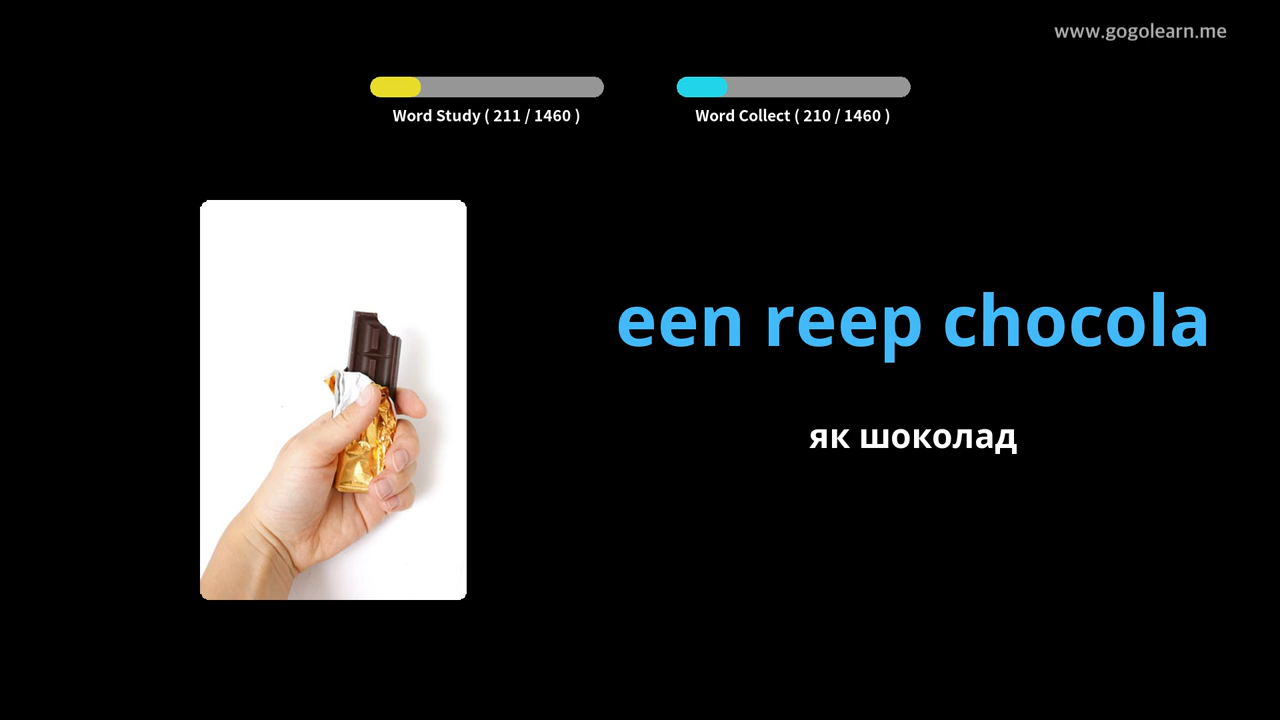 www.gogolearn.me
Word Study ( 211 / 1460 )
Word Collect ( 210 / 1460 )
een reep chocola
як шоколад